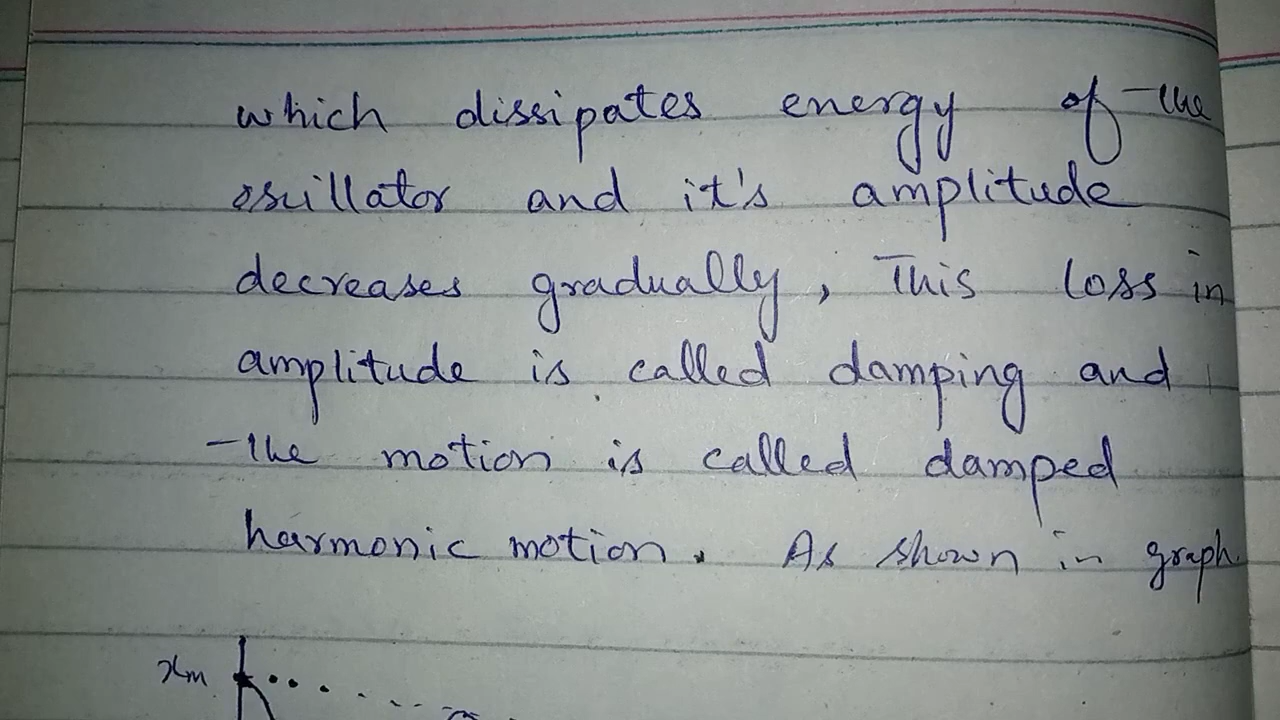 which dissipates energy of the
oscillator and it's amplitude
decreases gradually, This loss in
amplitude is called damping and
the motion is called damped
harmonic motion. As shown in graph.
xm